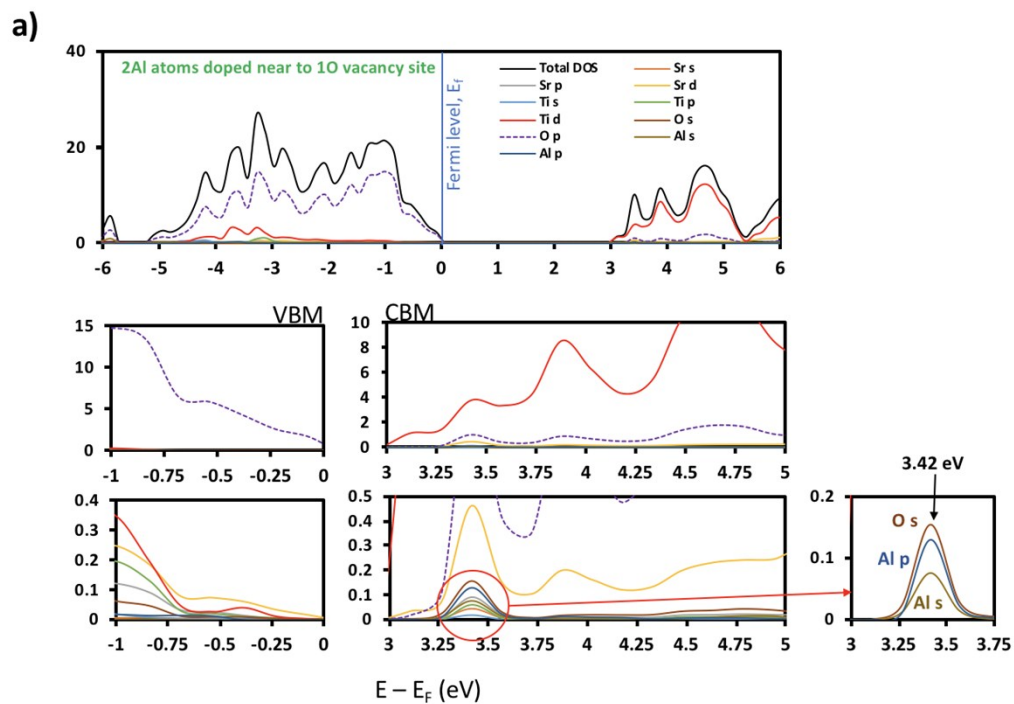 a)
40
20
0
2Al atoms doped near to 1O vacancy site
Fermi level, Ef
Total DOS
Sr s
Sr p
Sr d
Ti s
Ti p
Ti d
O s
O p
Al s
Al p
-6 -5 -4 -3 -2 -1 0 1 2 3 4 5 6
VBM
15
10
5
0
-1 -0.75 -0.5 -0.25 0
CBM
10
8
6
4
2
0
3 3.25 3.5 3.75 4 4.25 4.5 4.75 5
0.4
0.3
0.2
0.1
0
-1 -0.75 -0.5 -0.25 0
0.5
0.4
0.3
0.2
0.1
0
3 3.25 3.5 3.75 4 4.25 4.5 4.75 5
3.42 eV
0.2
0.1
0
O s
Al p
Al s
3 3.25 3.5 3.75
E – EF (eV)